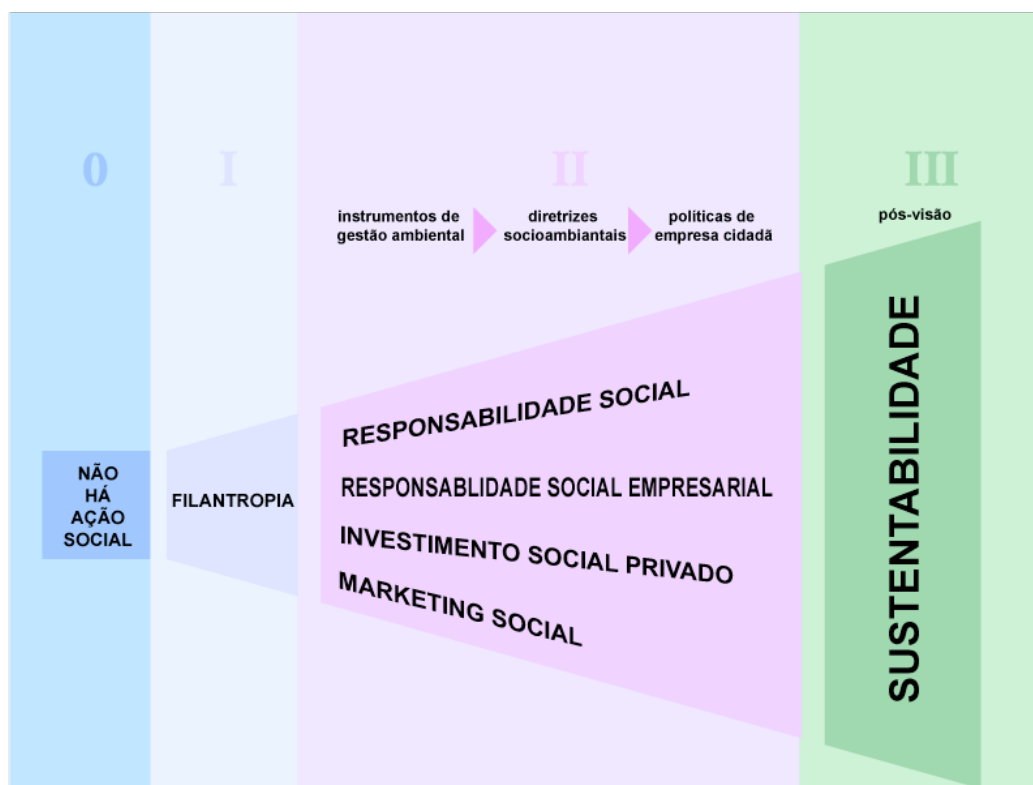 0
I
II
III
instrumentos de
gestão ambiental
diretrizes
socioambiantais
políticas de
empresa cidadã
pós-visão
NÃO
HÁ
AÇÃO
SOCIAL
FILANTROPIA
RESPONSABILIDADE SOCIAL
RESPONSABLIDADE SOCIAL EMPRESARIAL
INVESTIMENTO SOCIAL PRIVADO
MARKETING SOCIAL
SUSTENTABILIDADE